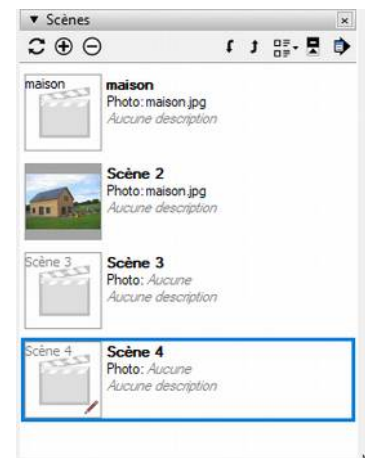 ▼ Scènes
maison
maison
Photo: maison.jpg
Aucune description
Scène 2
Photo: maison.jpg
Aucune description
Scène 3
Scène 3
Photo: Aucune
Aucune description
Scène 4
Scène 4
Photo: Aucune
Aucune description